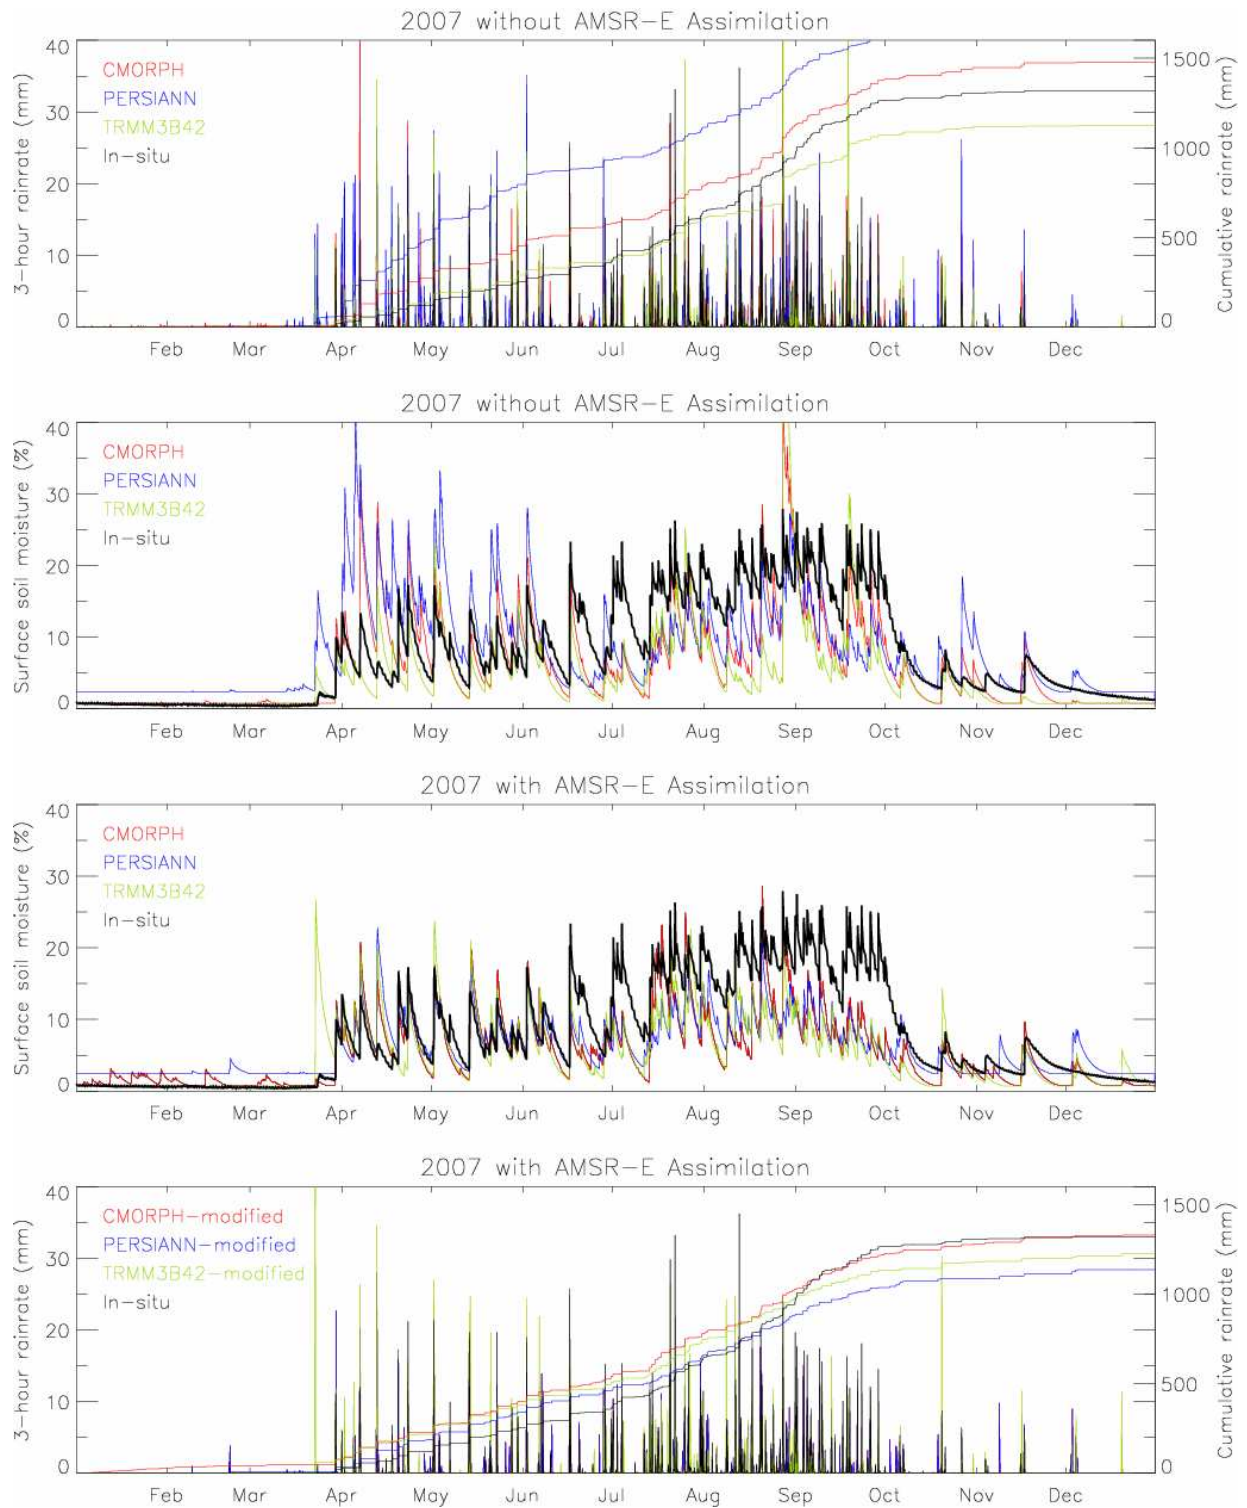 2007 without AMSR-E Assimilation
40
30
20
10
0
3-hour rainrate (mm)
CMORPH
PERSIANN
TRMM3B42
In-situ
1500
1000
500
0
Cumulative rainrate (mm)
Feb Mar Apr May Jun Jul Aug Sep Oct Nov Dec
2007 without AMSR-E Assimilation
40
30
20
10
0
Surface soil moisture (%)
CMORPH
PERSIANN
TRMM3B42
In-situ
Feb Mar Apr May Jun Jul Aug Sep Oct Nov Dec
2007 with AMSR-E Assimilation
40
30
20
10
0
Surface soil moisture (%)
CMORPH
PERSIANN
TRMM3B42
In-situ
Feb Mar Apr May Jun Jul Aug Sep Oct Nov Dec
2007 with AMSR-E Assimilation
40
30
20
10
0
3-hour rainrate (mm)
CMORPH-modified
PERSIANN-modified
TRMM3B42-modified
In-situ
1500
1000
500
0
Cumulative rainrate (mm)
Feb Mar Apr May Jun Jul Aug Sep Oct Nov Dec